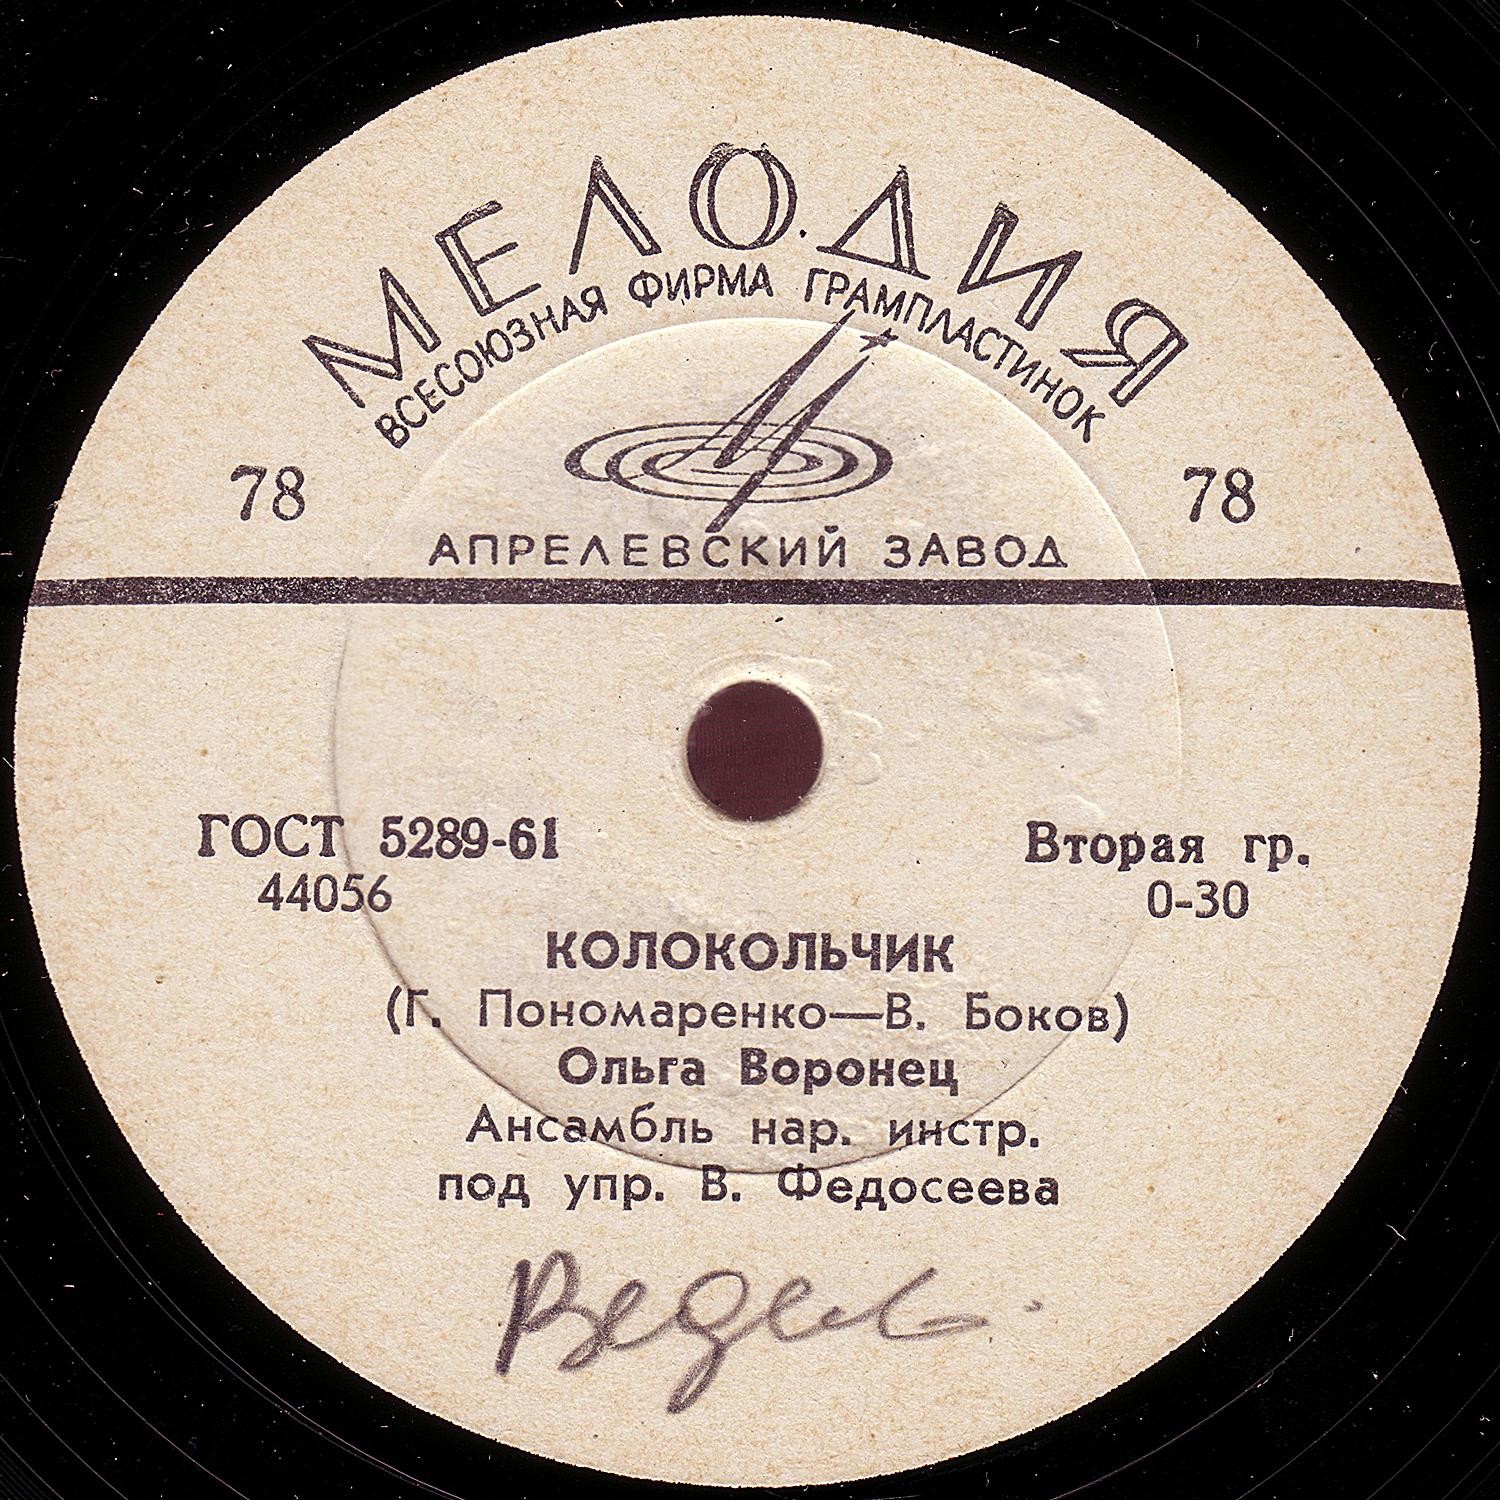 МЕЛОДИЯ
ВСЕСОЮЗНАЯ ФИРМА ГРАМПЛАСТИНОК
78 78
АПРЕЛЕВСКИЙ ЗАВОД
ГОСТ 5289-61 Вторая гр.
44056 0-30
КОЛОКОЛЬЧИК
(Г. Пономаренко—В. Боков)
Ольга Воронец
Ансамбль нар. инстр.
под упр. В. Федосеева